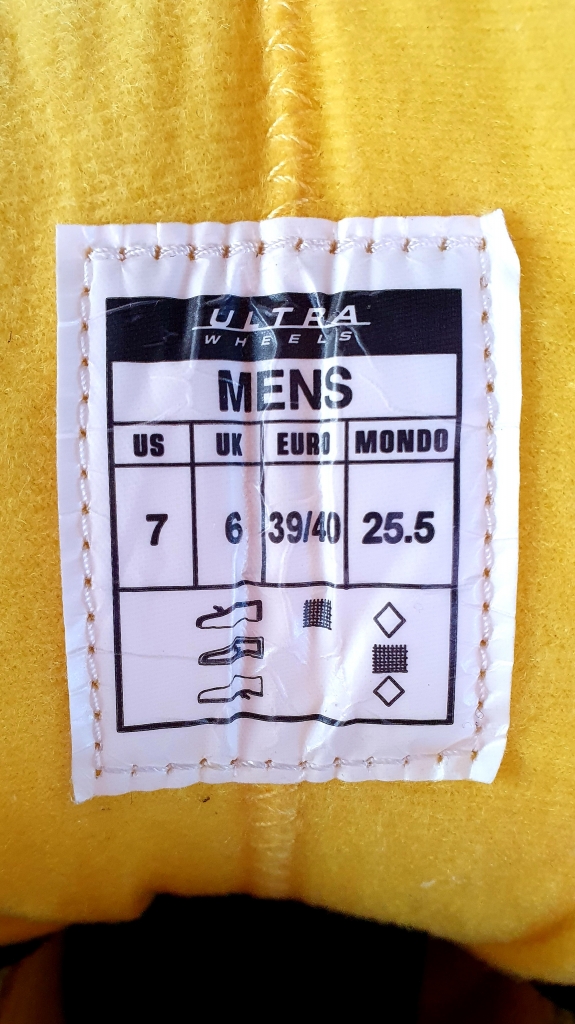 ULTRA
WHEELS
MENS
US UK EURO MONDO
7 6 39/40 25.5